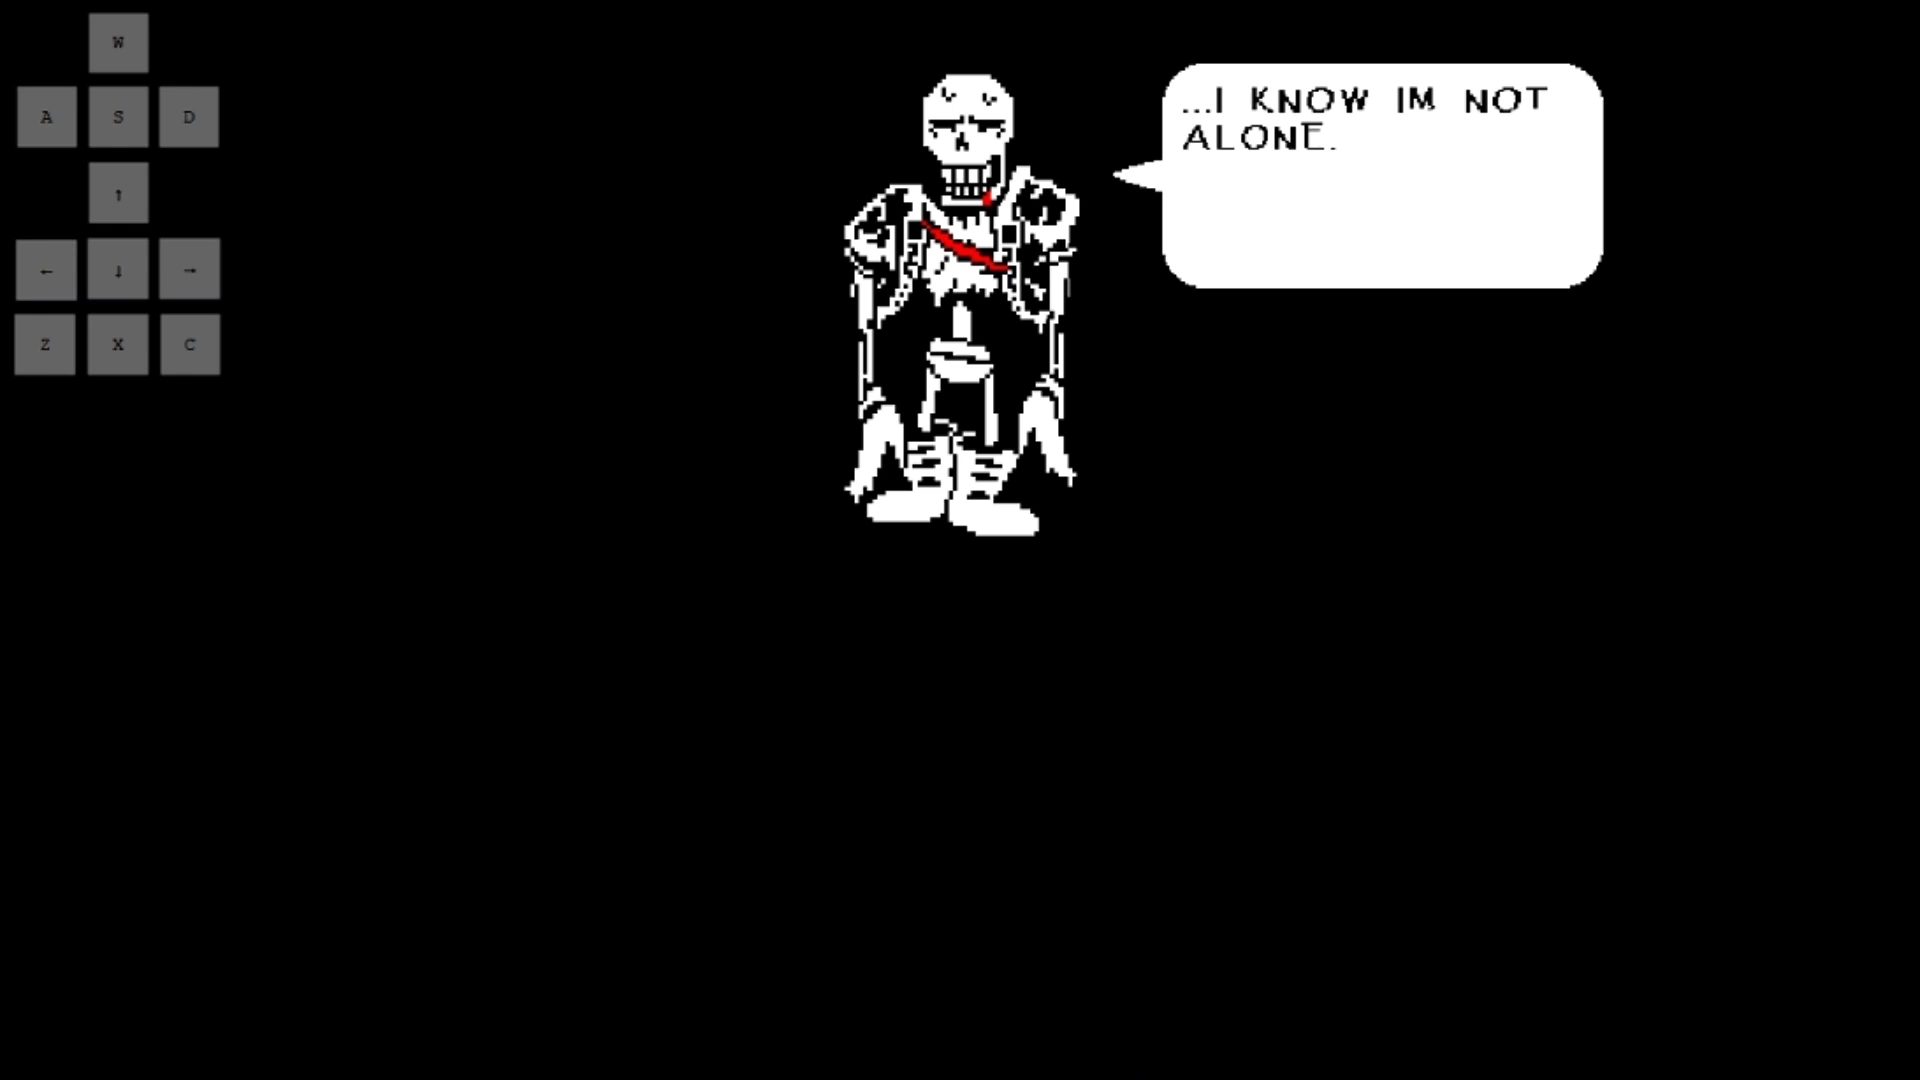 W
A S D
↑
← ↓ →
Z X C
...I KNOW IM NOT
ALONE.